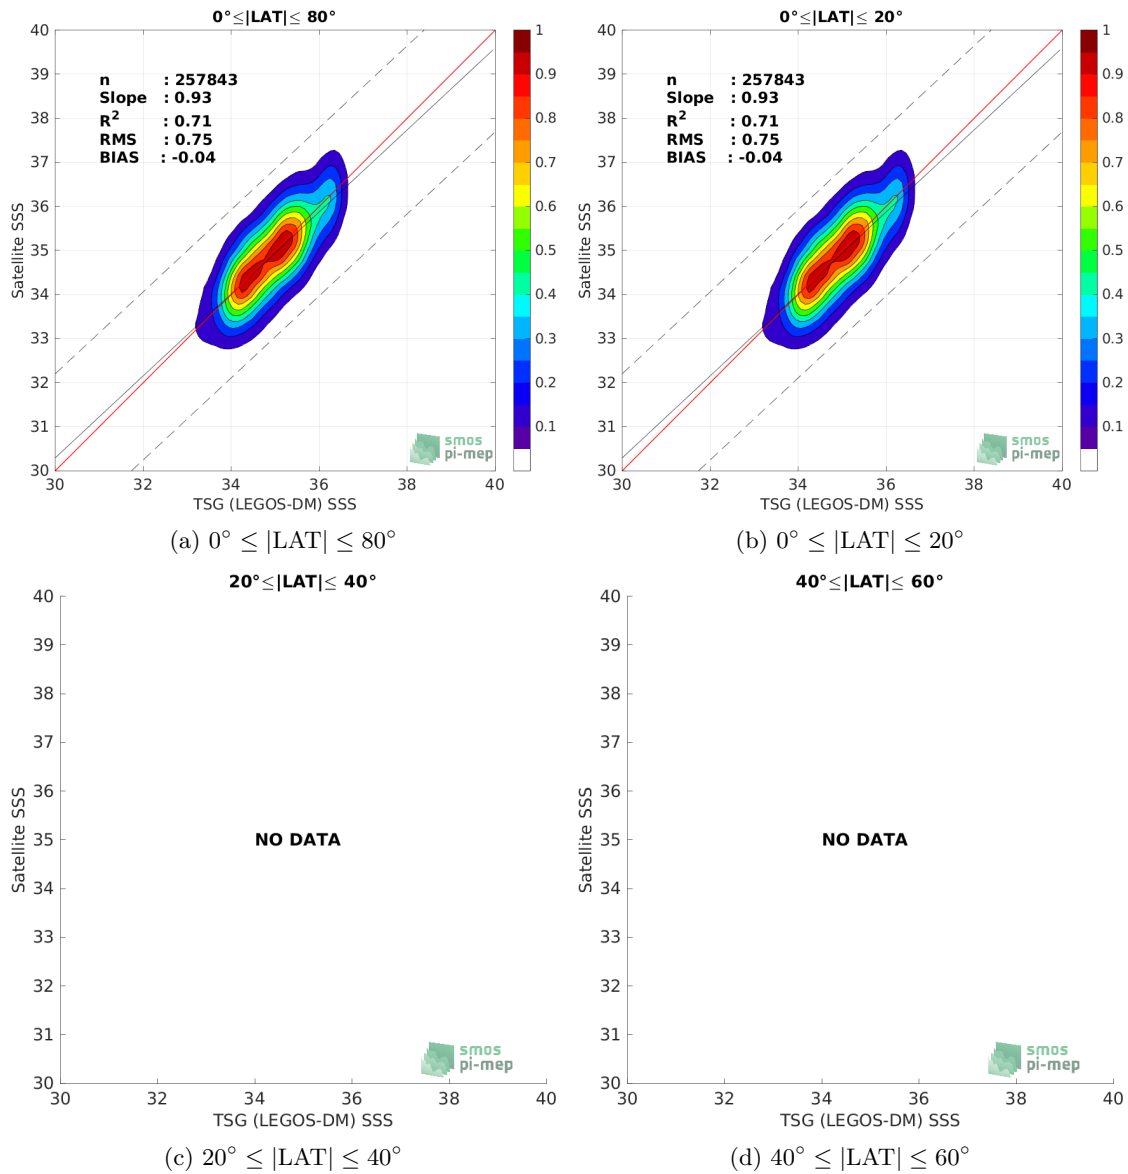 0°≤|LAT|≤ 80°
40
39
38
37
36
35
34
33
32
31
30
Satellite SSS
n : 257843
Slope : 0.93
R² : 0.71
RMS : 0.75
BIAS : -0.04
smos
pi-mep
30 32 34 36 38 40
TSG (LEGOS-DM) SSS
1
0.9
0.8
0.7
0.6
0.5
0.4
0.3
0.2
0.1
(a) 0° ≤ |LAT| ≤ 80°
0°≤|LAT|≤ 20°
40
39
38
37
36
35
34
33
32
31
30
Satellite SSS
n : 257843
Slope : 0.93
R² : 0.71
RMS : 0.75
BIAS : -0.04
smos
pi-mep
30 32 34 36 38 40
TSG (LEGOS-DM) SSS
1
0.9
0.8
0.7
0.6
0.5
0.4
0.3
0.2
0.1
(b) 0° ≤ |LAT| ≤ 20°
20°≤|LAT|≤ 40°
40
39
38
37
36
35
34
33
32
31
30
Satellite SSS
NO DATA
smos
pi-mep
30 32 34 36 38 40
TSG (LEGOS-DM) SSS
(c) 20° ≤ |LAT| ≤ 40°
40°≤|LAT|≤ 60°
40
39
38
37
36
35
34
33
32
31
30
Satellite SSS
NO DATA
smos
pi-mep
30 32 34 36 38 40
TSG (LEGOS-DM) SSS
(d) 40° ≤ |LAT| ≤ 60°